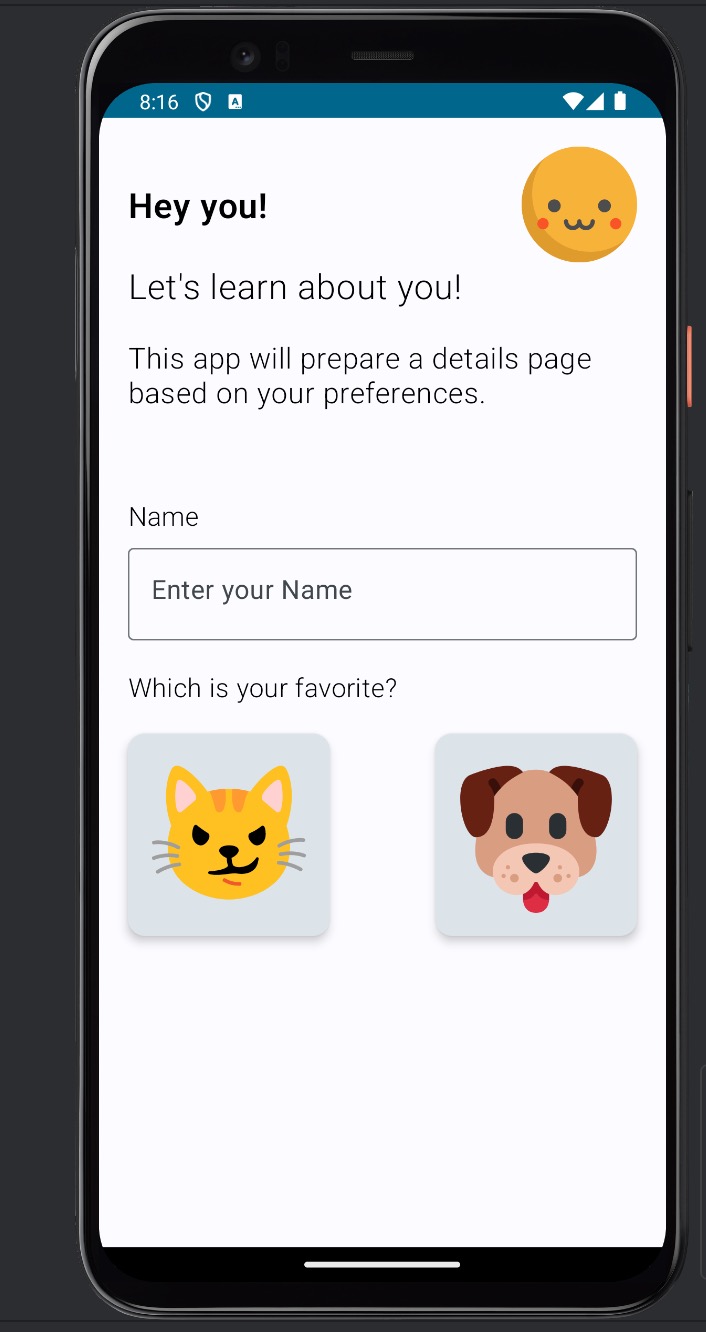 8:16
Hey you!
Let's learn about you!
This app will prepare a details page
based on your preferences.
Name
Enter your Name
Which is your favorite?